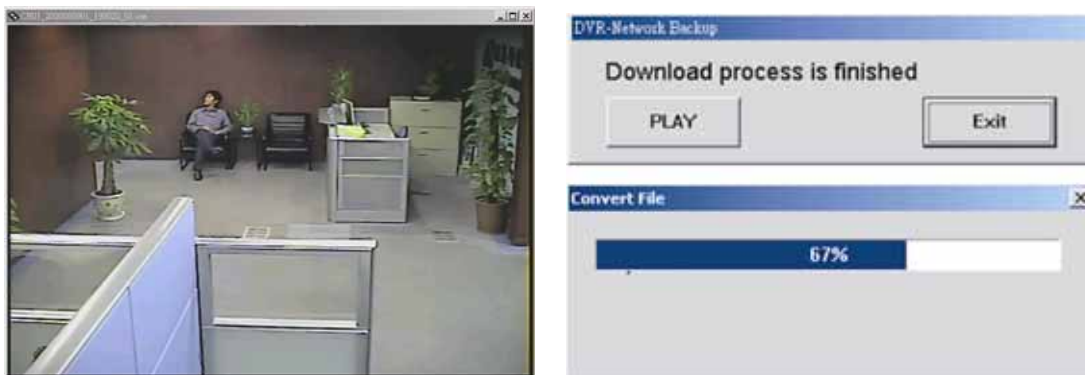 DVR-Network Backup
Download process is finished
PLAY
Exit
Convert File
67%